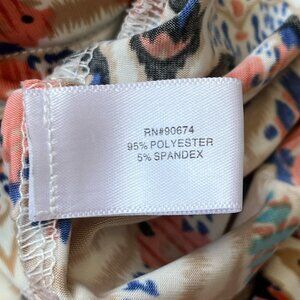 RN#90674
95% POLYESTER
5% SPANDEX